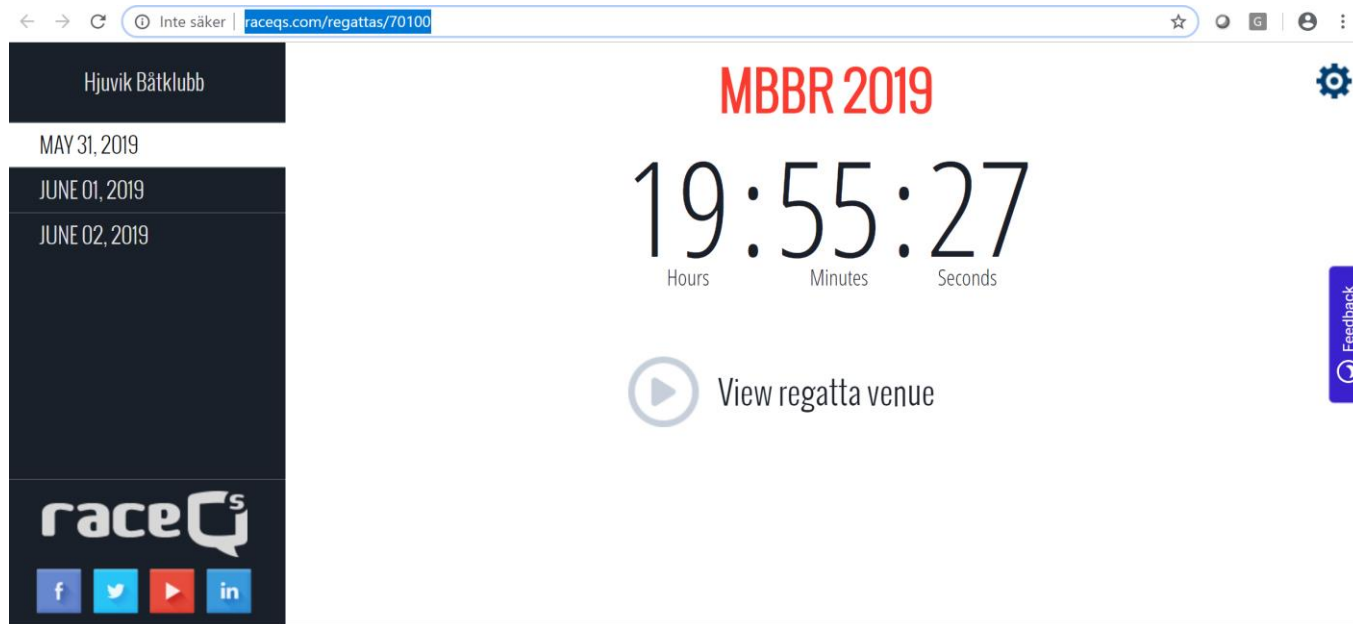 Inte säker | raceqs.com/regattas/70100
G
Hjuvik Båtklubb
MAY 31, 2019
JUNE 01, 2019
JUNE 02, 2019
MBBR 2019
19 : 55 : 27
Hours Minutes Seconds
View regatta venue
Feedback
raceQs
f
in